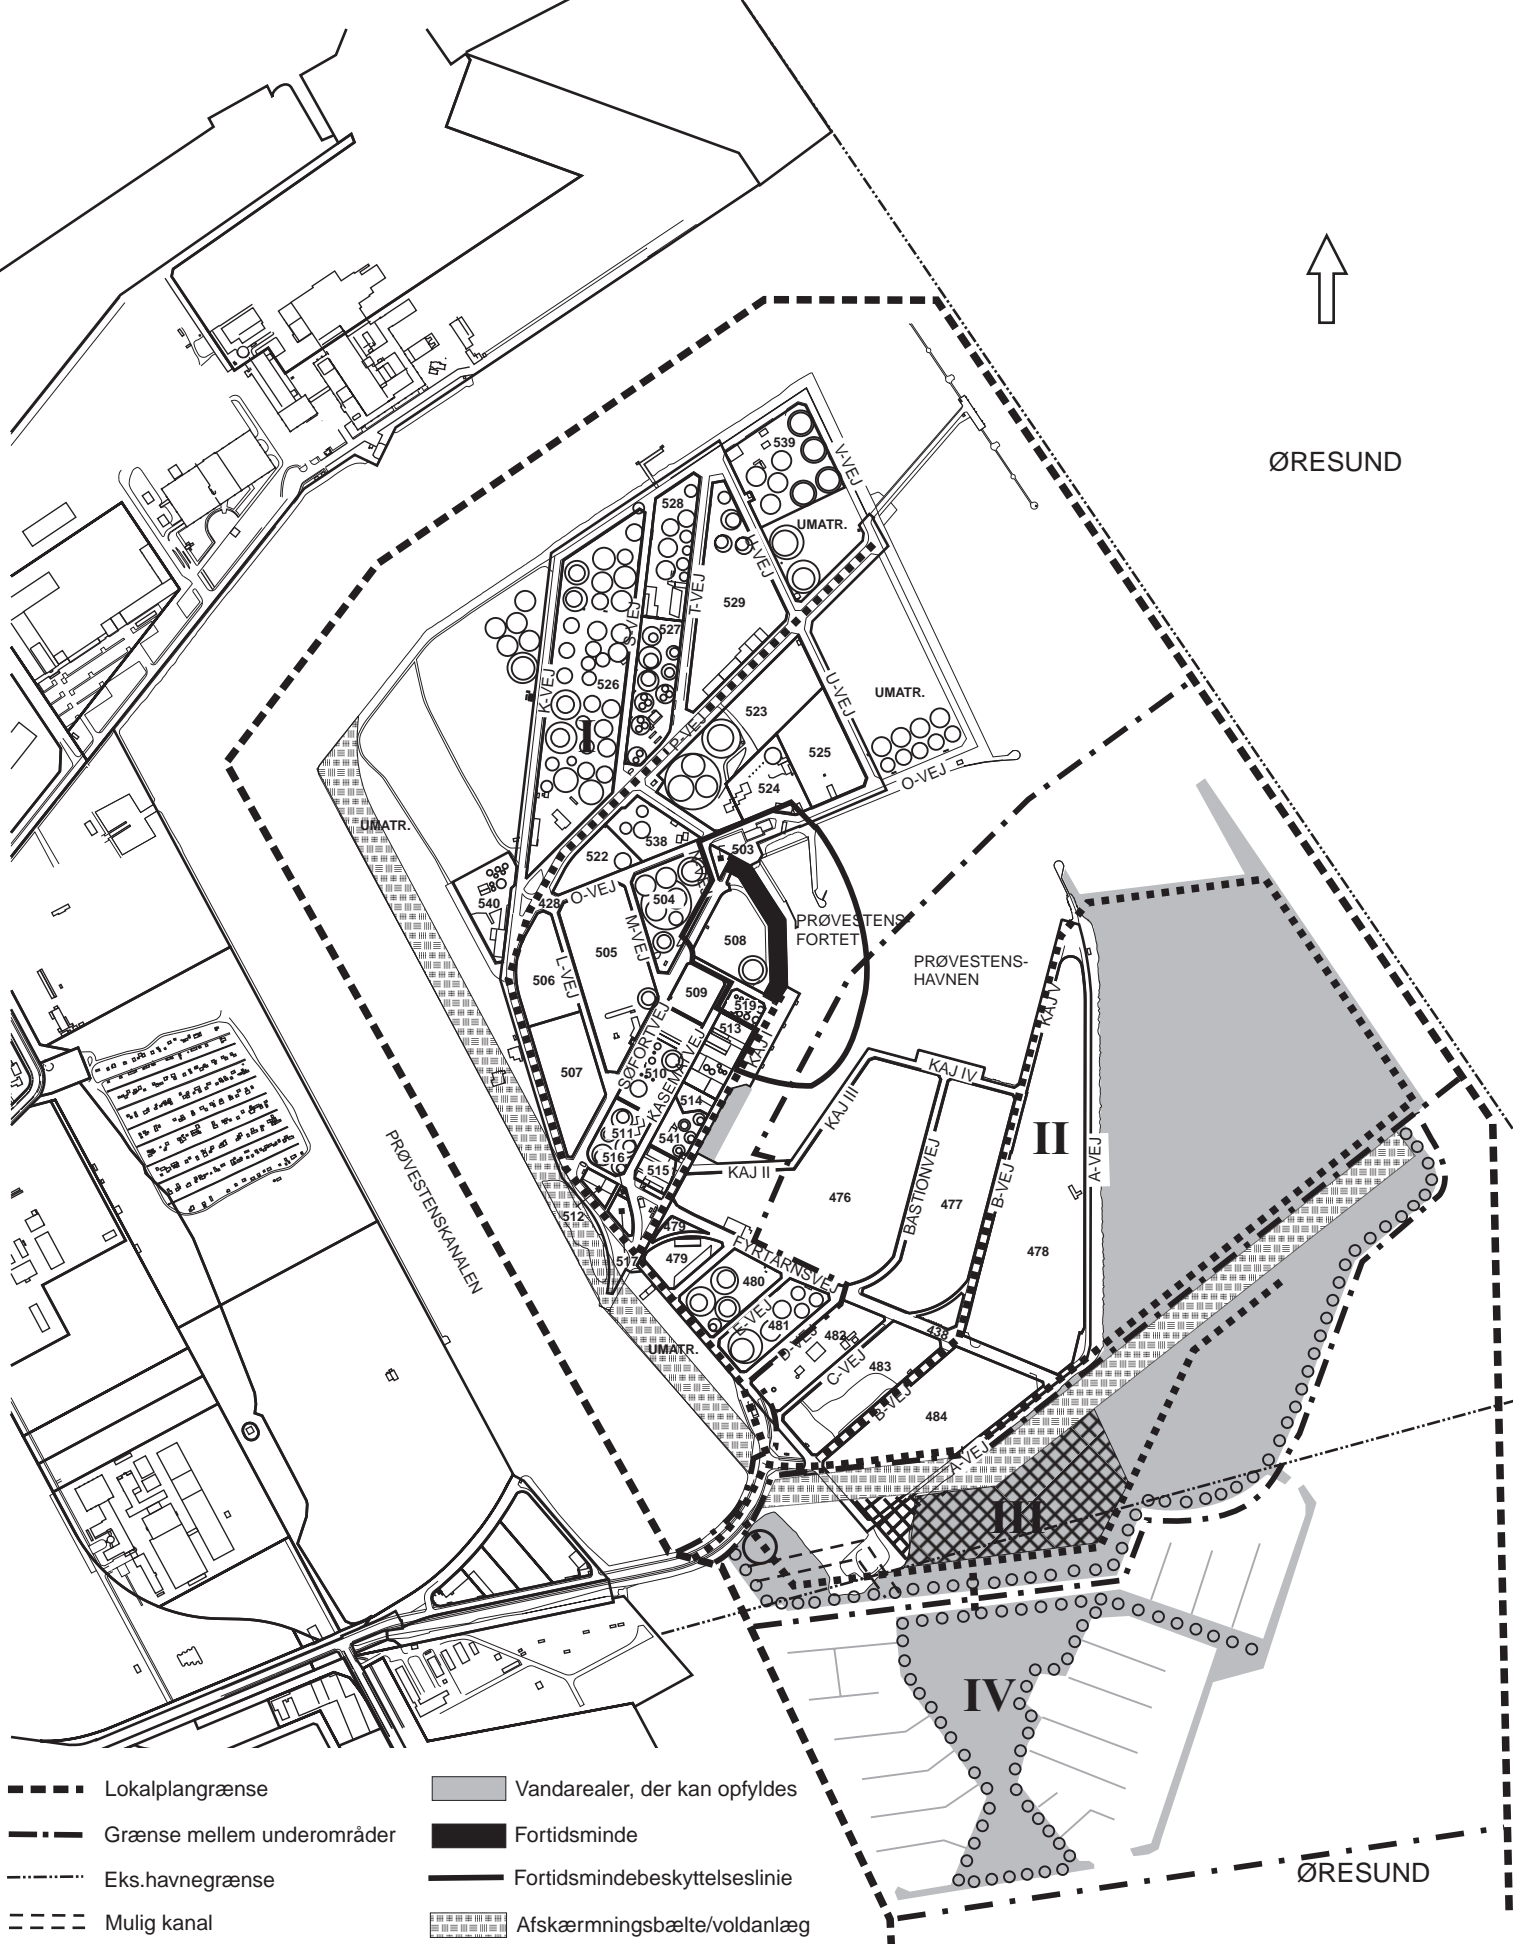 ØRESUND
539
V-VEJ
528
UMATR.
U-VEJ
T-VEJ
529
S-VEJ
527
526
K-VEJ
I
UMATR.
U-VEJ
523
P-VEJ
525
O-VEJ
524
UMATR.
538
503
522
O-VEJ
540
428
504
PRØVESTENS-
FORTET
M-VEJ
508
505
PRØVESTENS-
HAVNEN
L-VEJ
506
509
519
KAJ V
513
SØFORTVEJ
KASEMATVEJ
KAJ I
507
510
KAJ IV
514
KAJ III
511
541
II
516
515
KAJ II
BASTIONVEJ
B-VEJ
A-VEJ
PRØVESTENSKANALEN
476
477
512
479
478
517
479
FYRTÅRNSVEJ
480
E-VEJ
481
482
438
D-VEJ
UMATR.
C-VEJ
483
B-VEJ
484
A-VEJ
III
IV
Lokalplangrænse
Vandarealer, der kan opfyldes
Grænse mellem underområder
Fortidsminde
Eks.havnegrænse
Fortidsmindebeskyttelseslinie
ØRESUND
Mulig kanal
Afskærmningsbælte/voldanlæg